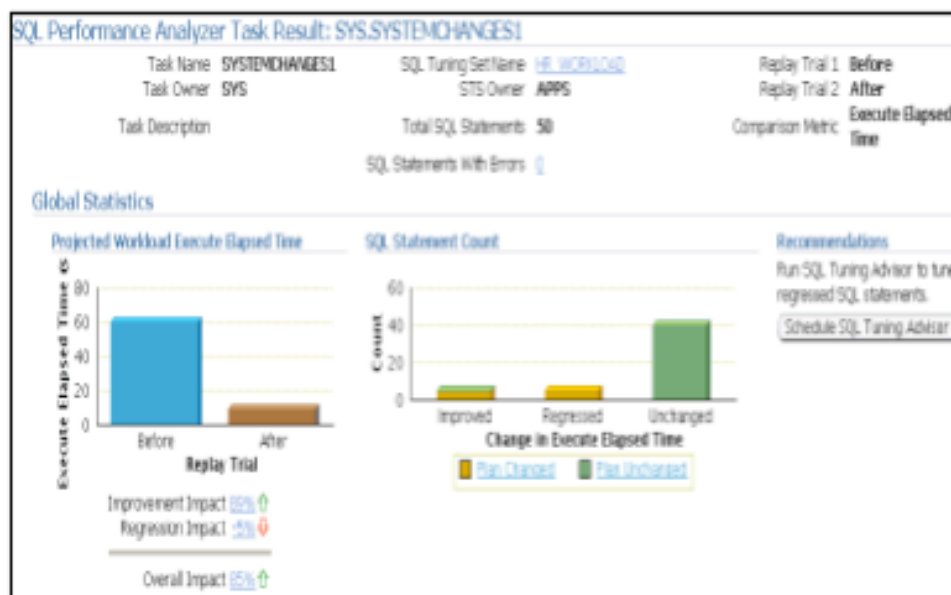 SQL Performance Analyzer Task Result: SYS.SYSTEMCHANGES1
Task Name SYSTEMCHANGES1
Task Owner SYS
Task Description
SQL Tuning Set Name HR_WORKLOAD
STS Owner APPS
Total SQL Statements 50
SQL Statements With Errors 0
Replay Trial 1 Before
Replay Trial 2 After
Comparison Metric Execute Elapsed
Time
Global Statistics
Projected Workload Execute Elapsed Time
Execute Elapsed Time
80
60
40
20
0
Before After
Replay Trial
Improvement Impact 89%
Regression Impact -5%
Overall Impact 85%
SQL Statement Count
Count
60
40
20
0
Improved Regressed Unchanged
Change in Execute Elapsed Time
Plan Changed Plan Unchanged
Recommendations
Run SQL Tuning Advisor to tune
regressed SQL statements.
Schedule SQL Tuning Advisor